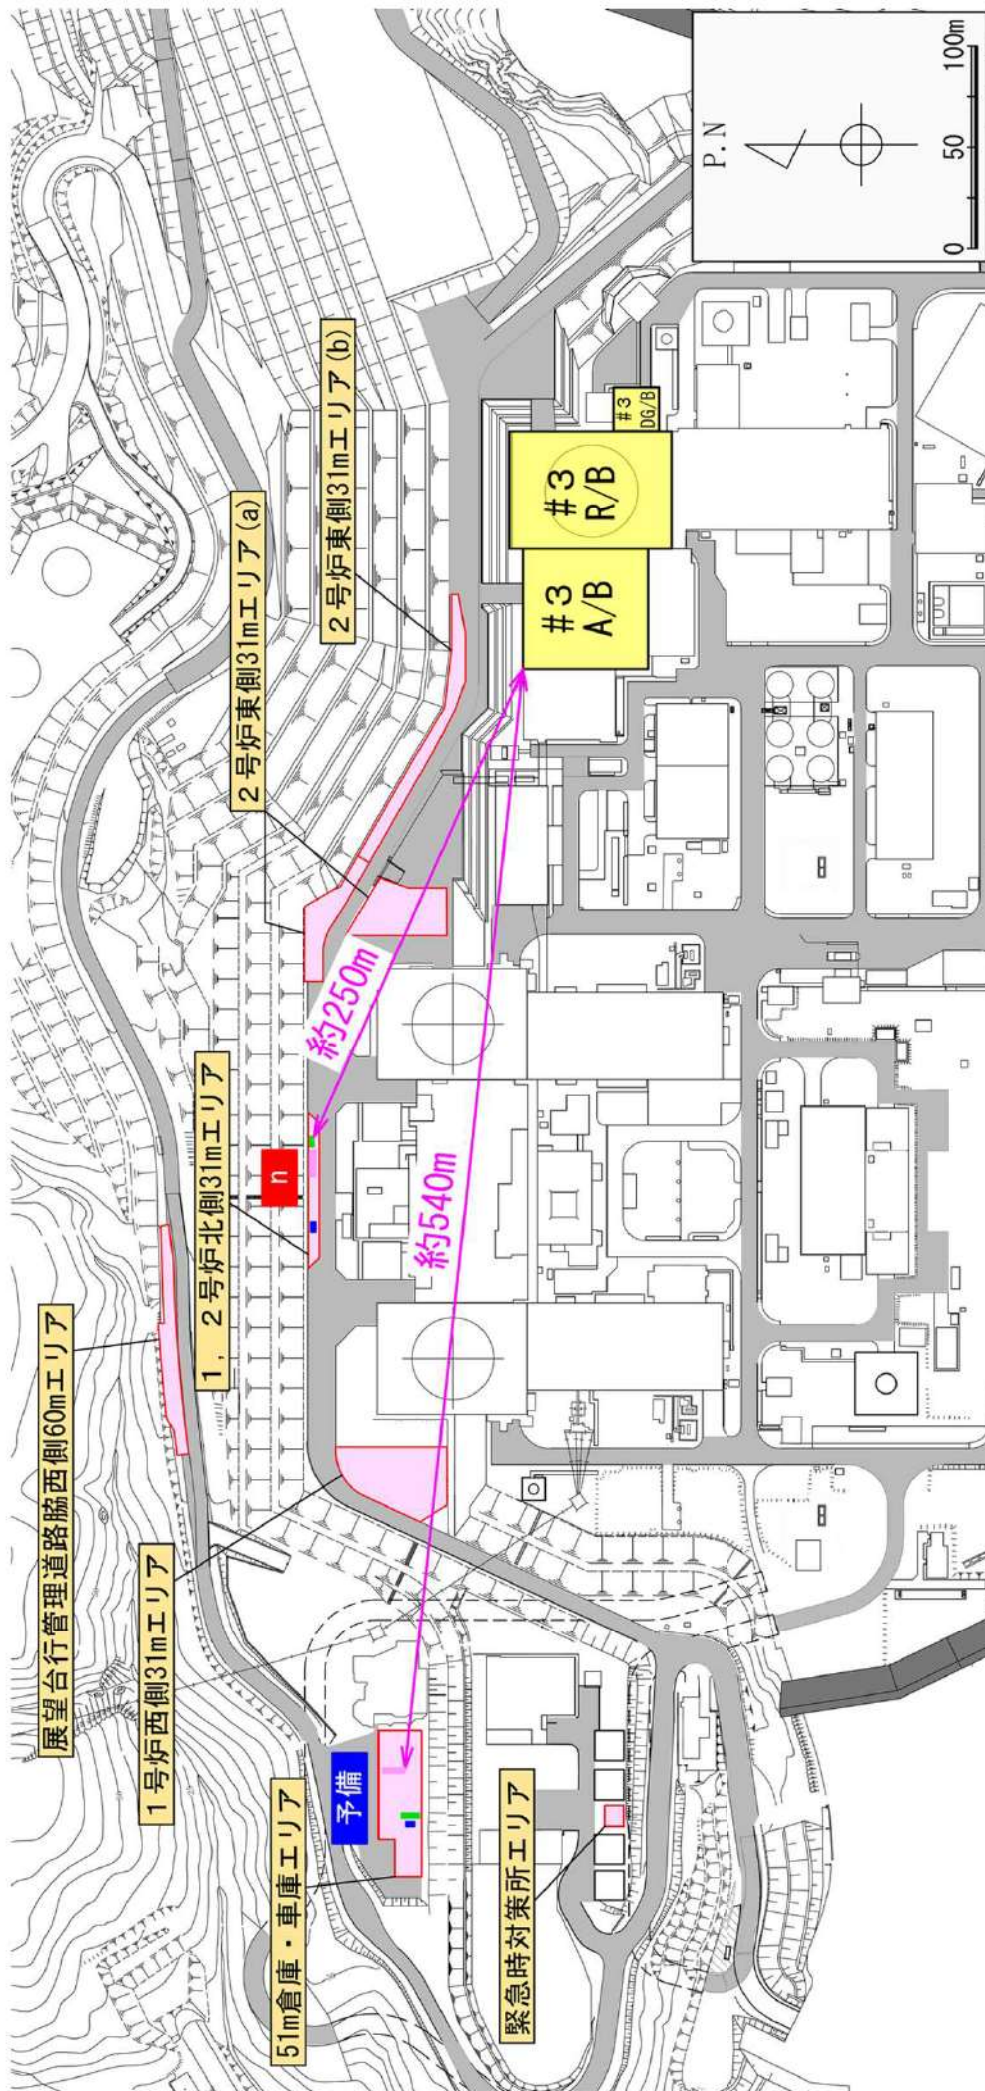 展望台行管理道路脇西側60mエリア
1号炉西側31mエリア
51m倉庫・車庫エリア
緊急時対策所エリア
予備
1，2号炉北側31mエリア
n
2号炉東側31mエリア(a)
2号炉東側31mエリア(b)
約250m
約540m
#3
A/B
#3
R/B
#3
DG/B
P.N
0
50
100m